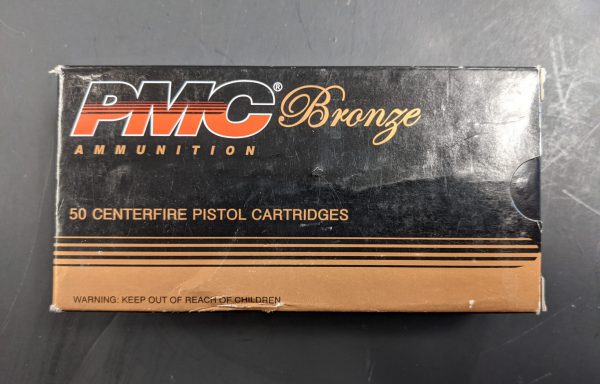 PMC® Bronze
AMMUNITION
50 CENTERFIRE PISTOL CARTRIDGES
WARNING: KEEP OUT OF REACH OF CHILDREN